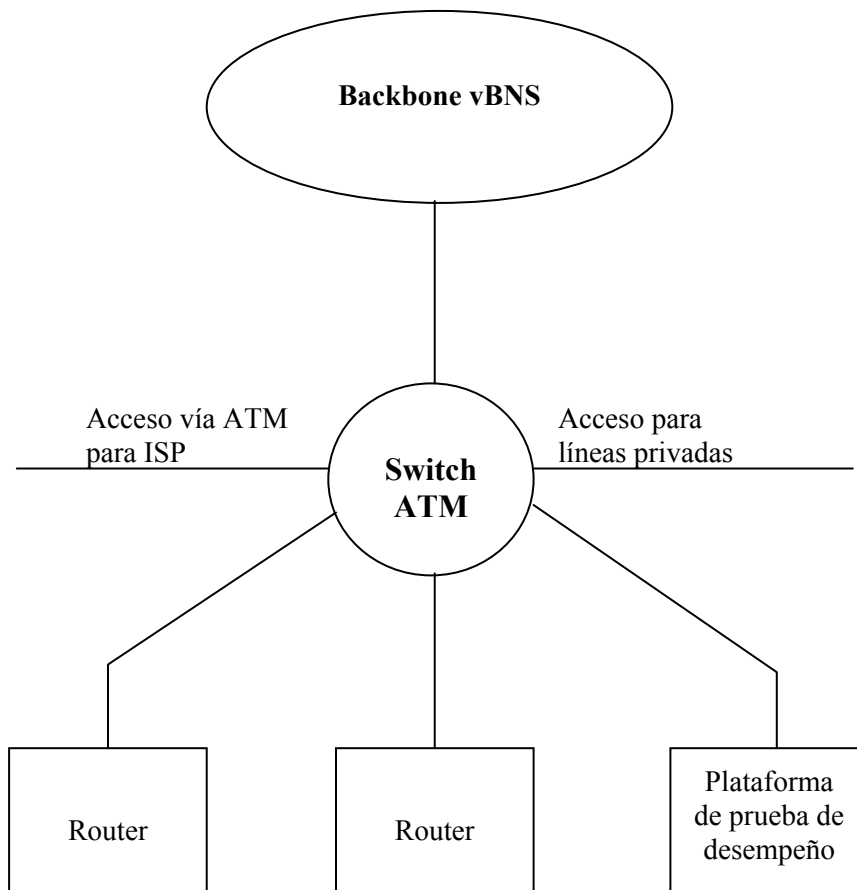 Backbone vBNS
Acceso vía ATM
para ISP
Acceso para
líneas privadas
Switch
ATM
Router
Router
Plataforma
de prueba de
desempeño